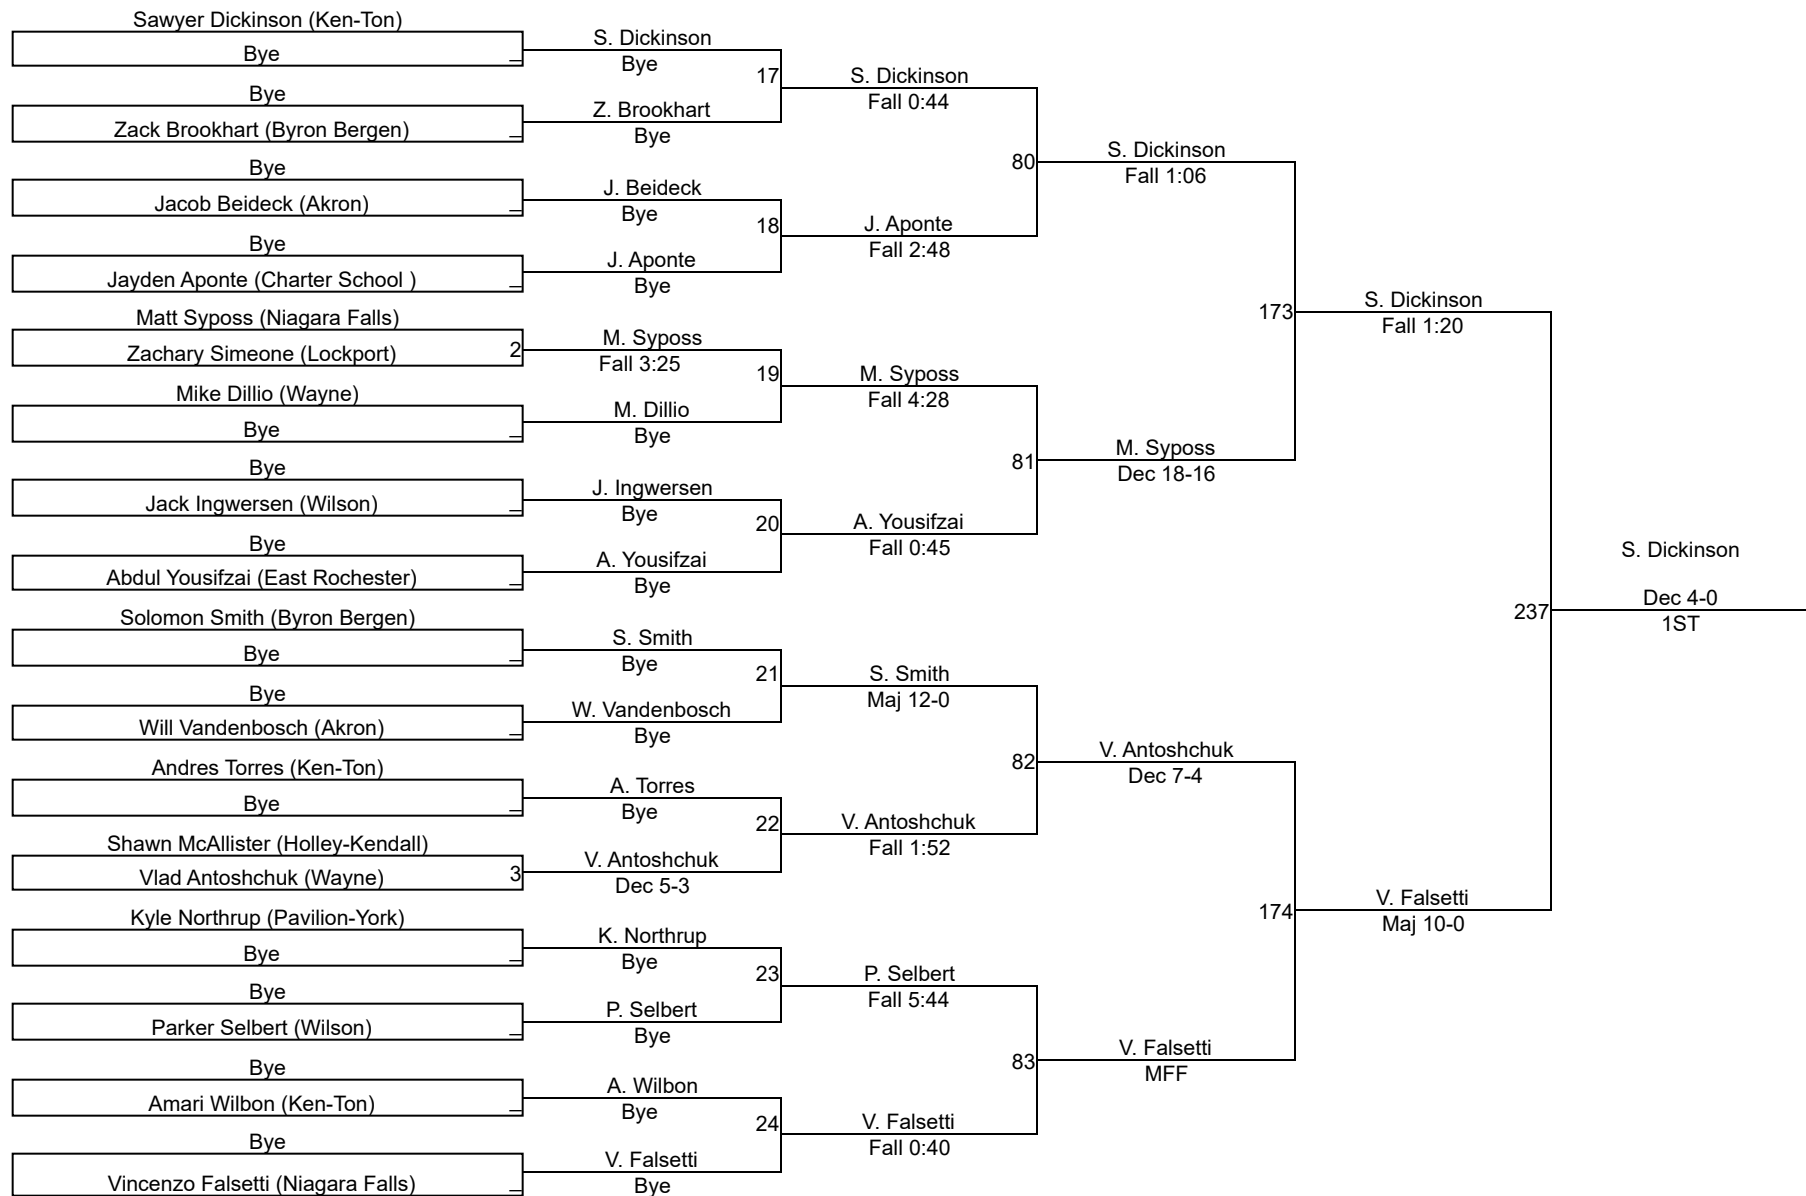 Sawyer Dickinson (Ken-Ton)
Bye
Bye
Zack Brookhart (Byron Bergen)
Bye
Jacob Beideck (Akron)
Bye
Jayden Aponte (Charter School )
Matt Syposs (Niagara Falls)
Zachary Simeone (Lockport) 2
Mike Dillio (Wayne)
Bye
Bye
Jack Ingwersen (Wilson)
Bye
Abdul Yousifzai (East Rochester)
Solomon Smith (Byron Bergen)
Bye
Bye
Will Vandenbosch (Akron)
Andres Torres (Ken-Ton)
Bye
Shawn McAllister (Holley-Kendall)
Vlad Antoshchuk (Wayne) 3
Kyle Northrup (Pavilion-York)
Bye
Bye
Parker Selbert (Wilson)
Bye
Amari Wilbon (Ken-Ton)
Bye
Vincenzo Falsetti (Niagara Falls)
S. Dickinson
Bye
17
Z. Brookhart
Bye
J. Beideck
Bye
18
J. Aponte
Bye
M. Syposs
Fall 3:25
19
M. Dillio
Bye
J. Ingwersen
Bye
20
A. Yousifzai
Bye
S. Smith
Bye
21
W. Vandenbosch
Bye
A. Torres
Bye
22
V. Antoshchuk
Dec 5-3
K. Northrup
Bye
23
P. Selbert
Bye
A. Wilbon
Bye
24
V. Falsetti
Bye
S. Dickinson
Fall 0:44
80
J. Aponte
Fall 2:48
M. Syposs
Fall 4:28
81
A. Yousifzai
Fall 0:45
S. Smith
Maj 12-0
82
V. Antoshchuk
Fall 1:52
P. Selbert
Fall 5:44
83
V. Falsetti
Fall 0:40
S. Dickinson
Fall 1:06
173
M. Syposs
Dec 18-16
V. Antoshchuk
Dec 7-4
174
V. Falsetti
MFF
S. Dickinson
Fall 1:20
237
V. Falsetti
Maj 10-0
S. Dickinson
Dec 4-0
1ST